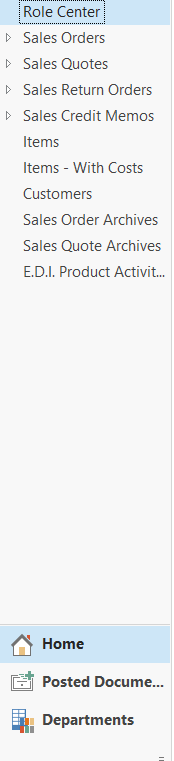 Role Center
Sales Orders
Sales Quotes
Sales Return Orders
Sales Credit Memos
Items
Items - With Costs
Customers
Sales Order Archives
Sales Quote Archives
E.D.I. Product Activit...
Home
Posted Docume...
Departments